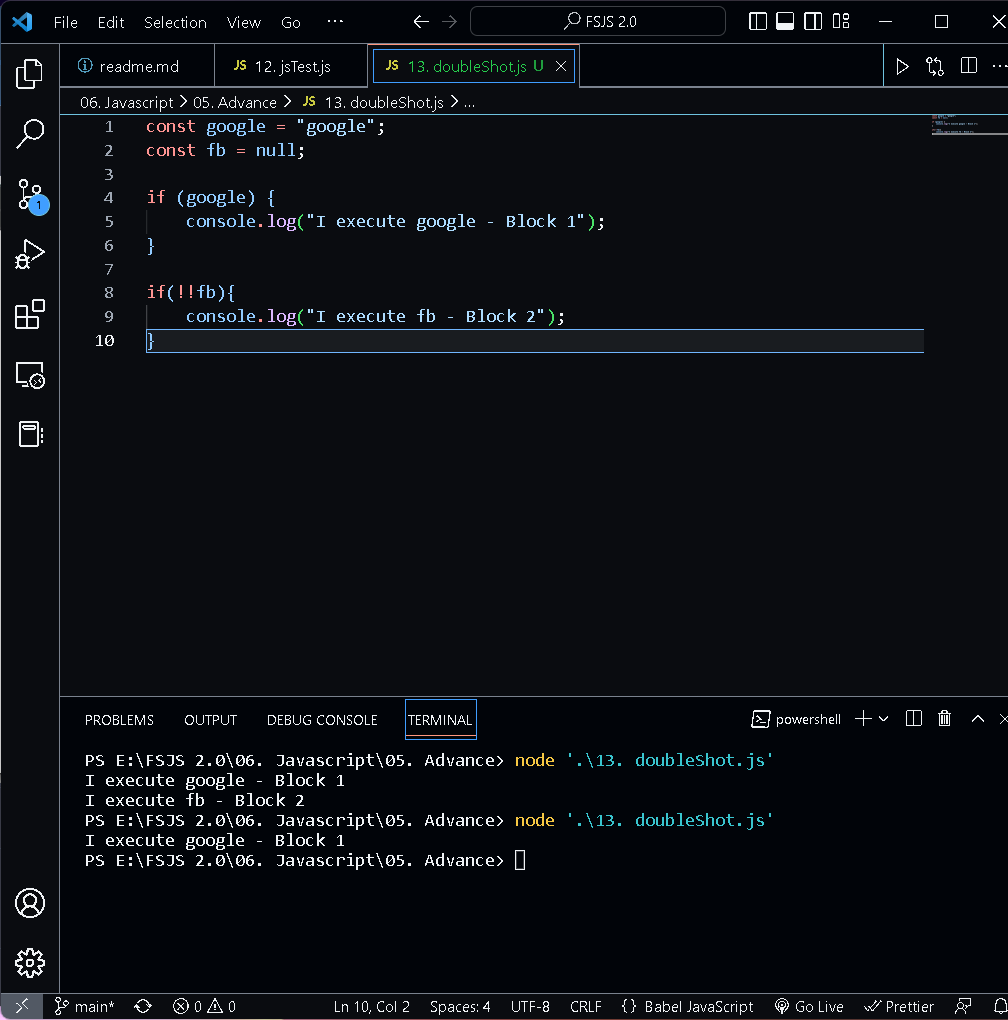 File Edit Selection View Go ··· FSJS 2.0
readme.md JS 12. jsTest.js JS 13. doubleShot.js U
06. Javascript > 05. Advance > JS 13. doubleShot.js > ...
1 const google = "google";
2 const fb = null;
3
4 if (google) {
5 console.log("I execute google - Block 1");
6 }
7
8 if(!!fb){
9 console.log("I execute fb - Block 2");
10 }
1
PROBLEMS OUTPUT DEBUG CONSOLE TERMINAL powershell
PS E:\FSJS 2.0\06. Javascript\05. Advance> node '.\13. doubleShot.js'
I execute google - Block 1
I execute fb - Block 2
PS E:\FSJS 2.0\06. Javascript\05. Advance> node '.\13. doubleShot.js'
I execute google - Block 1
PS E:\FSJS 2.0\06. Javascript\05. Advance>
main* 0 0 Ln 10, Col 2 Spaces: 4 UTF-8 CRLF {} Babel JavaScript Go Live Prettier